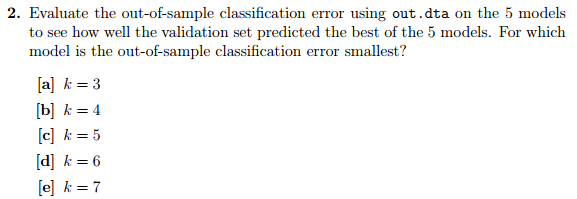 2. Evaluate the out-of-sample classification error using out.dta on the 5 models
to see how well the validation set predicted the best of the 5 models. For which
model is the out-of-sample classification error smallest?
[a] k = 3
[b] k = 4
[c] k = 5
[d] k = 6
[e] k = 7